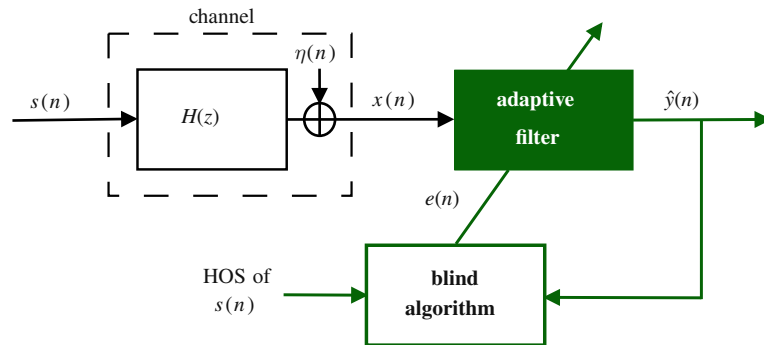 channel
η(n)
s(n)
H(z)
x(n)
adaptive
filter
ŷ(n)
e(n)
HOS of
s(n)
blind
algorithm